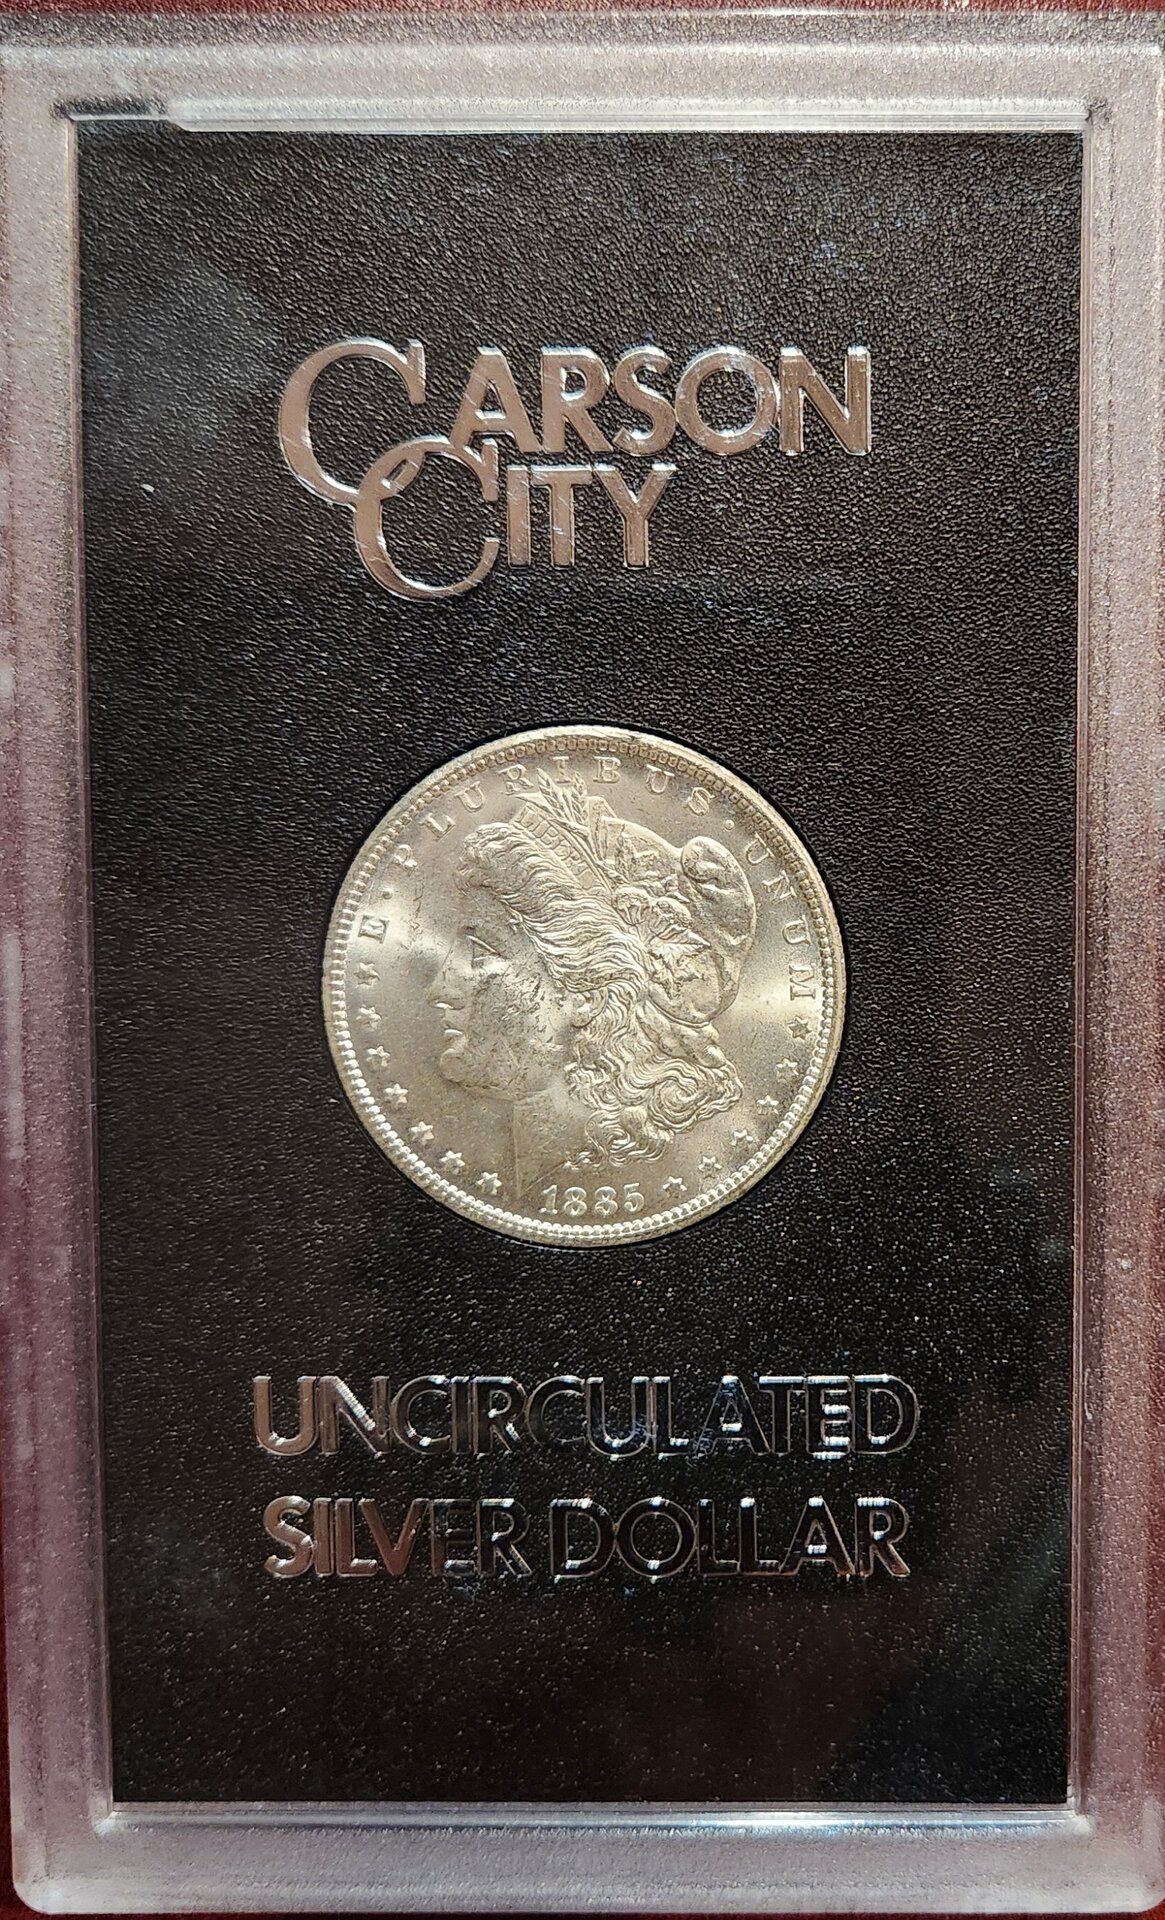 CARSON
CITY
E · PLURIBUS · UNUM
LIBERTY
1885
UNCIRCULATED
SILVER DOLLAR